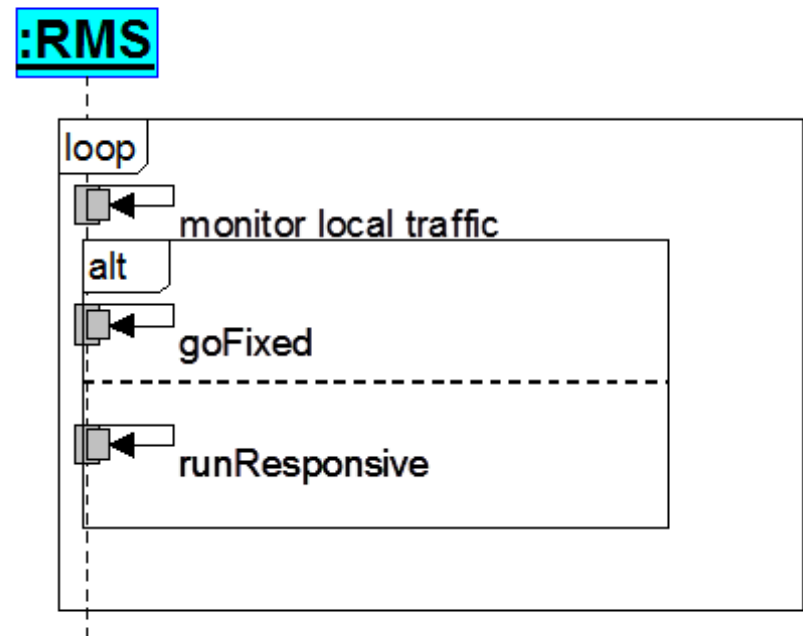 :RMS
loop
monitor local traffic
alt
goFixed
runResponsive